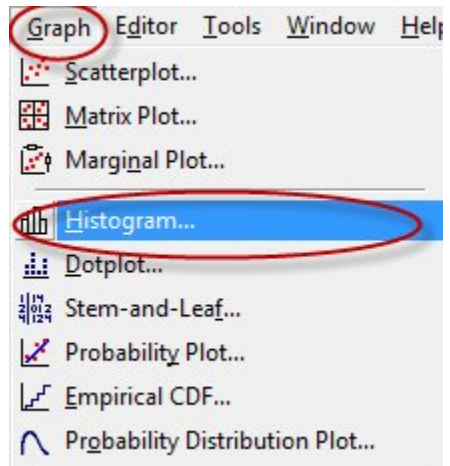 Graph Editor Tools Window Help
Scatterplot...
Matrix Plot...
Marginal Plot...
Histogram...
Dotplot...
Stem-and-Leaf...
Probability Plot...
Empirical CDF...
Probability Distribution Plot...